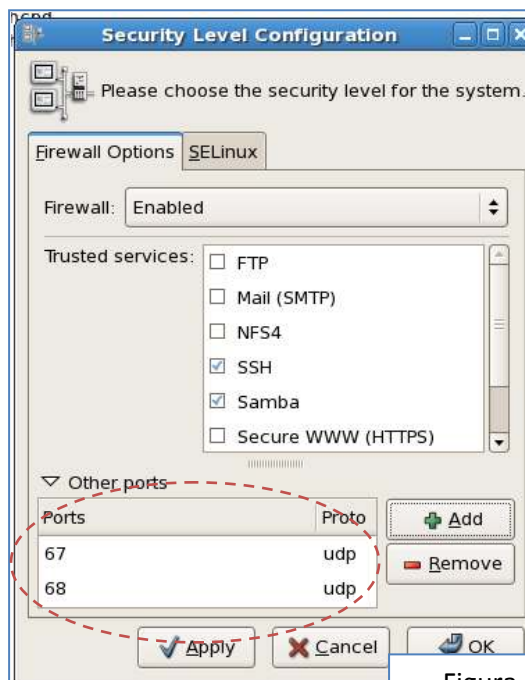 Security Level Configuration
Please choose the security level for the system.
Firewall Options SELinux
Firewall: Enabled
Trusted services:
FTP
Mail (SMTP)
NFS4
SSH
Samba
Secure WWW (HTTPS)
Other ports
Ports Proto
67 udp
68 udp
Add
Remove
Apply Cancel OK